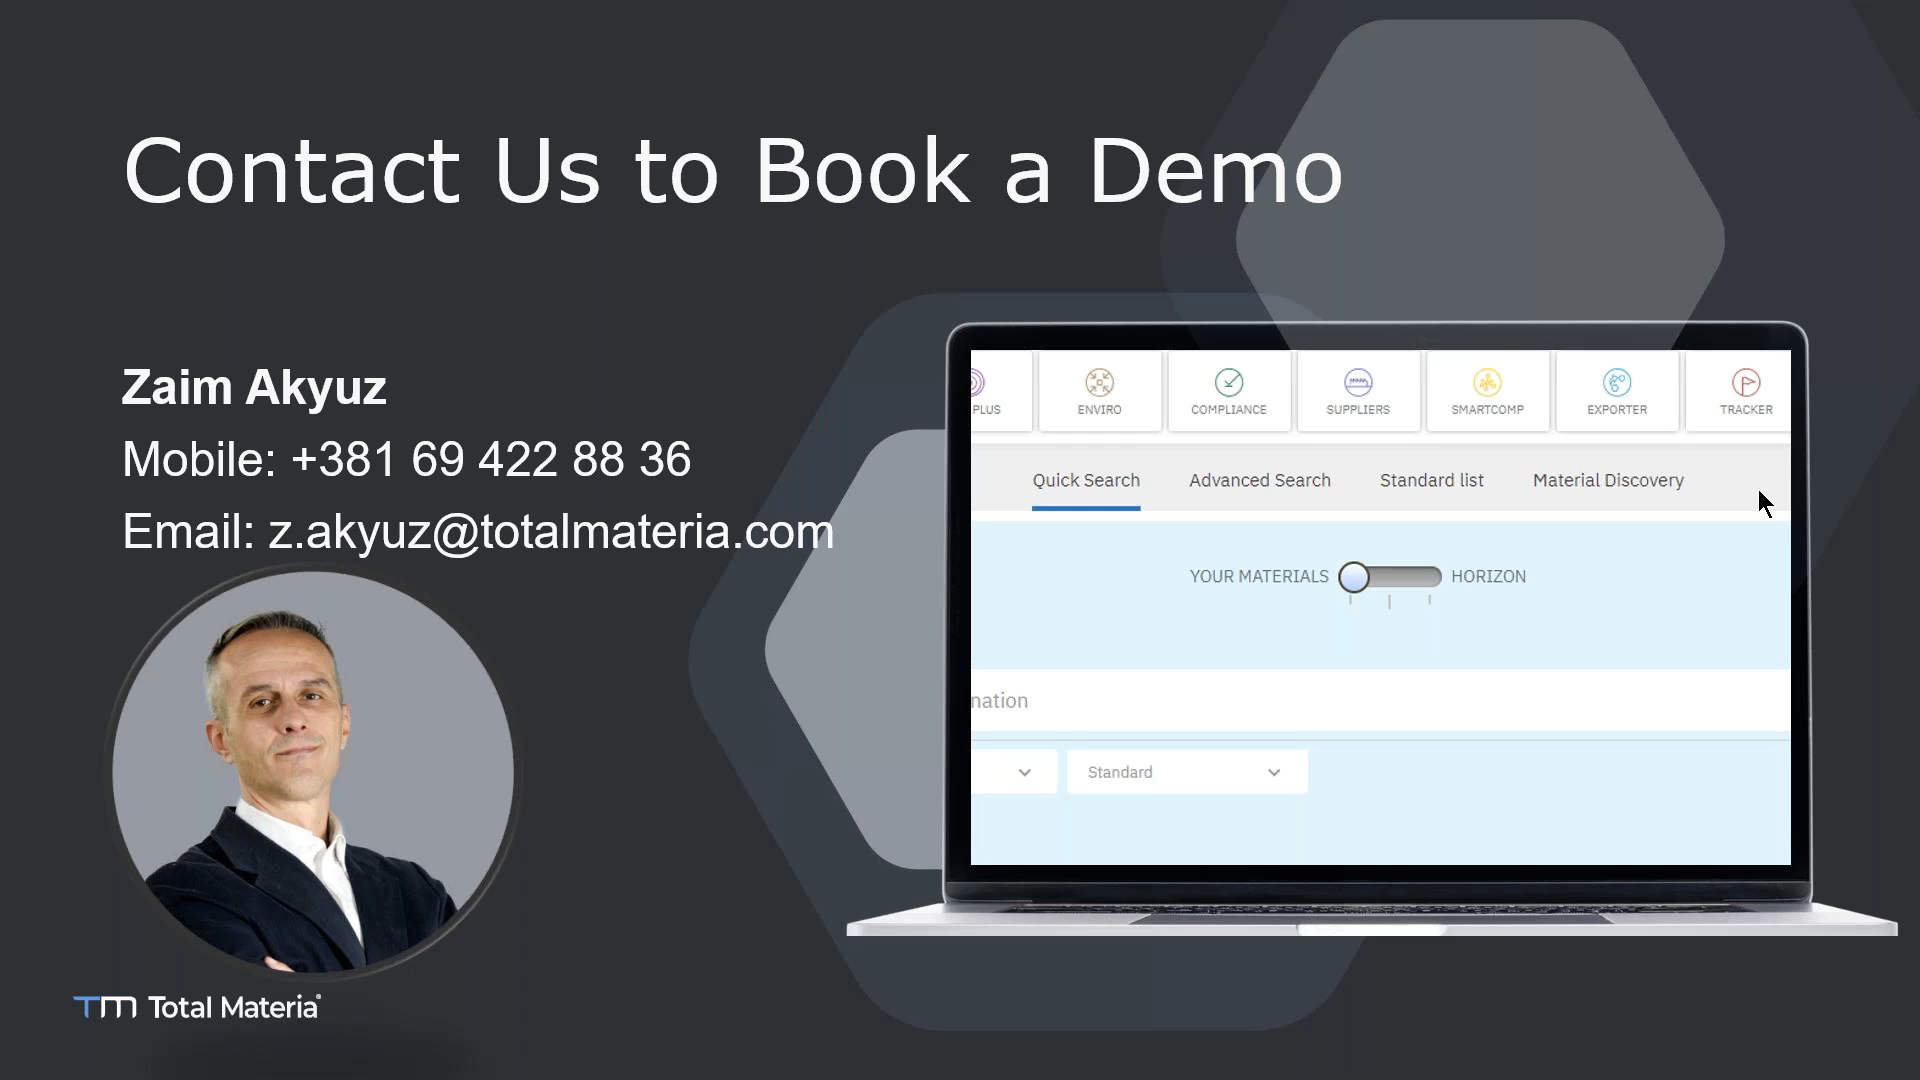 Contact Us to Book a Demo
Zaim Akyuz
Mobile: +381 69 422 88 36
Email: z.akyuz@totalmateria.com
PLUS
ENVIRO
COMPLIANCE
SUPPLIERS
SMARTCOMP
EXPORTER
TRACKER
Quick Search
Advanced Search
Standard list
Material Discovery
YOUR MATERIALS
HORIZON
nation
Standard
TM Total Materia®